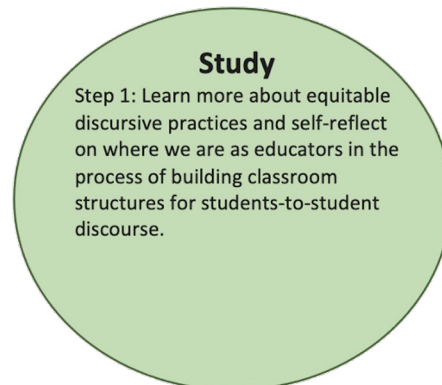 Study
Step 1: Learn more about equitable
discursive practices and self-reflect
on where we are as educators in the
process of building classroom
structures for students-to-student
discourse.